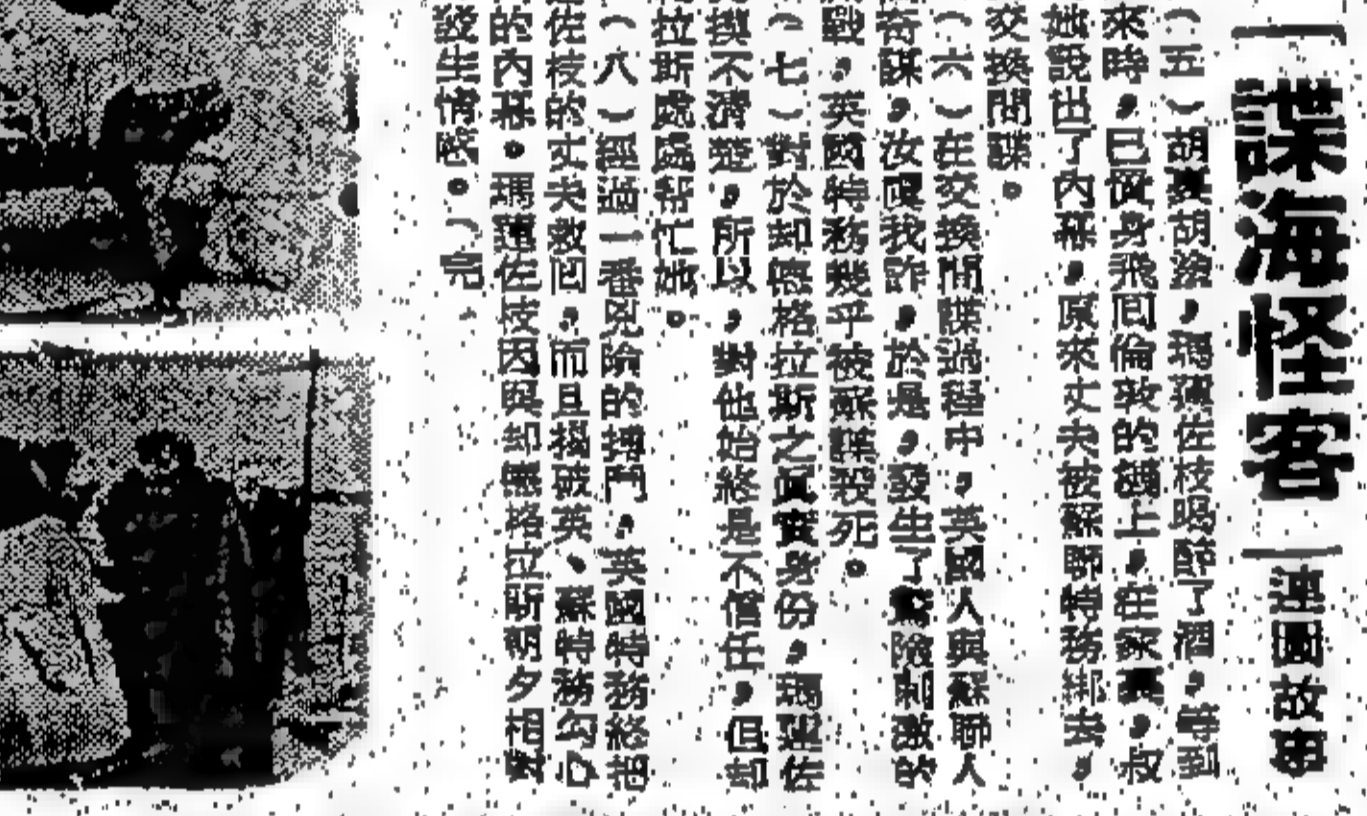 諜海怪客
連圖故事
（五）胡裏胡塗，瑪蓮佐枝喝醉了酒，等到
來時，已置身飛回倫敦的機上，在家裏，叔
她說出了內幕，原來丈夫被蘇聯特務綁去，
交換間諜。
（六）在交換間諜過程中，英國人與蘇聯人
奇謀，汝虞我詐，於是，發生了驚險刺激的
戰，英國特務幾乎被蘇諜殺死。
（七）對於却德格拉斯之眞實身份，瑪蓮佐
摸不清楚，所以，對他始終是不信任，但却
拉斯處處帮忙她。
（八）經過一番兇險的搏鬥，英國特務終把
佐枝的丈夫救回，而且揭破英、蘇特務勾心
的內幕。瑪蓮佐枝因與却德格拉斯朝夕相對
發生情感。（完